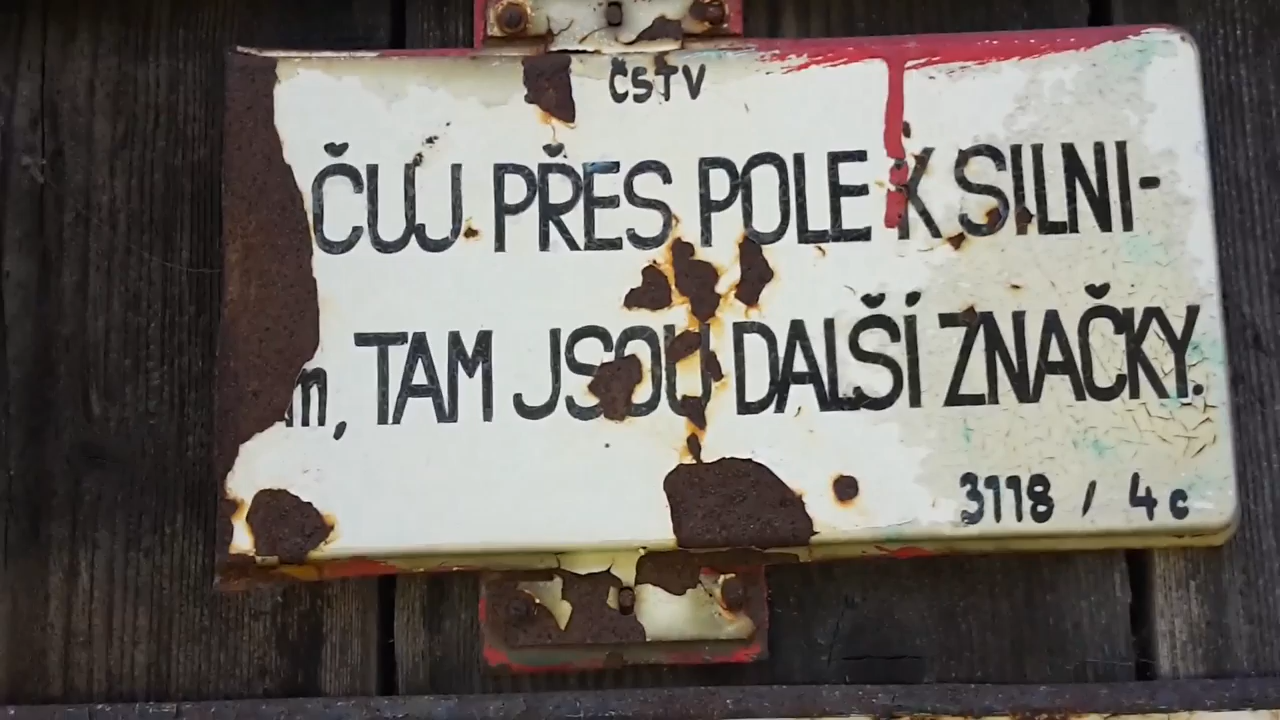 ČSTV
ČUJ PŘES POLE K SILNI-
m, TAM JSOU DALŠÍ ZNAČKY.
3118 / 4c